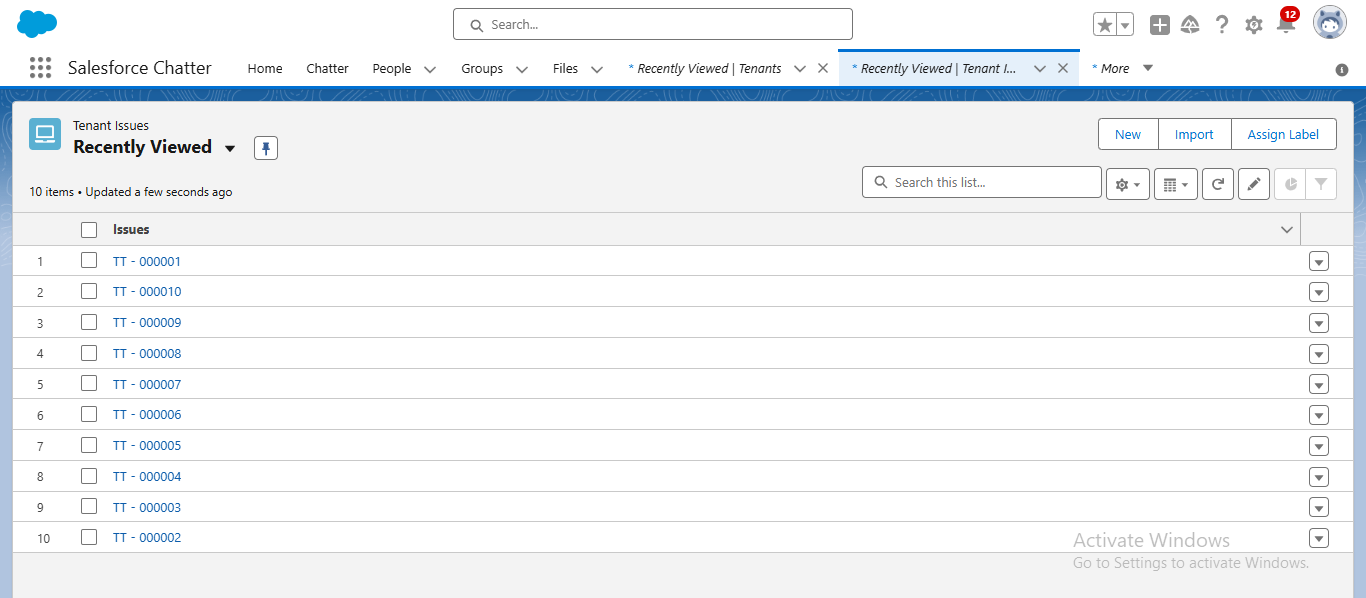 Search...
12
Salesforce Chatter Home Chatter People Groups Files * Recently Viewed | Tenants * Recently Viewed | Tenant I... * More
Tenant Issues
Recently Viewed
New Import Assign Label
10 items • Updated a few seconds ago
Search this list...
Issues
1 TT - 000001
2 TT - 000010
3 TT - 000009
4 TT - 000008
5 TT - 000007
6 TT - 000006
7 TT - 000005
8 TT - 000004
9 TT - 000003
10 TT - 000002
Activate Windows
Go to Settings to activate Windows.